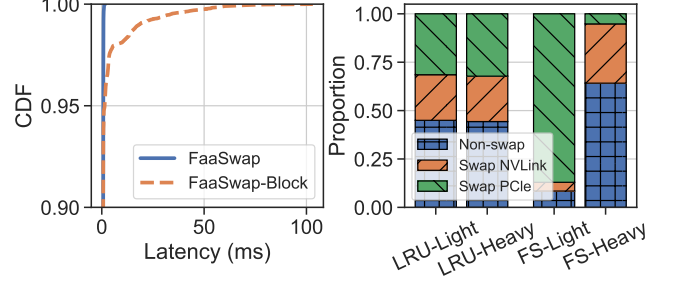 1.00
0.95
0.90
CDF
0
50
100
Latency (ms)
FaaSwap
FaaSwap-Block
1.00
0.75
0.50
0.25
0.00
Proportion
Non-swap
Swap NVLink
Swap PCIe
LRU-Light
LRU-Heavy
FS-Light
FS-Heavy